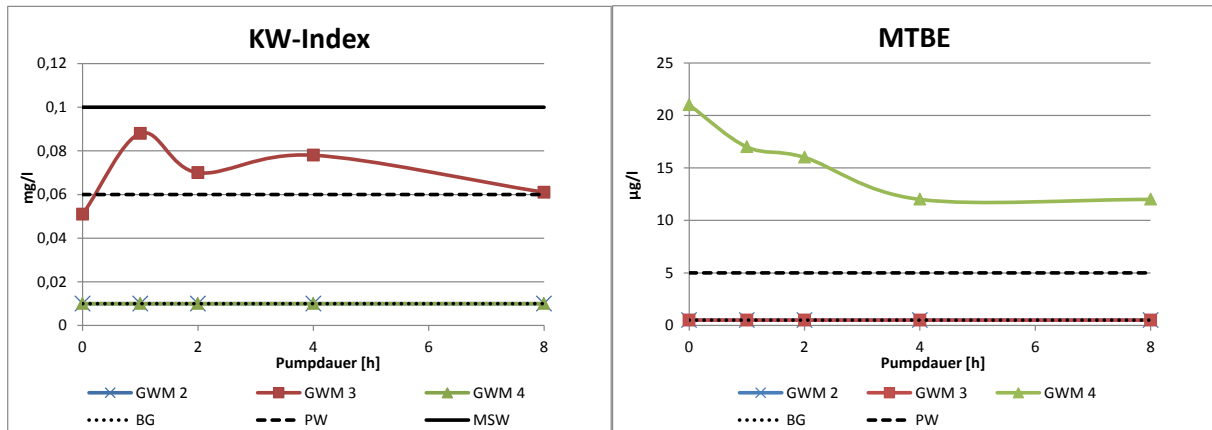 KW-Index
0,12
0,1
0,08
0,06
0,04
0,02
0
mg/l
0 2 4 6 8
Pumpdauer [h]
GWM 2 GWM 3 GWM 4
BG PW MSW
MTBE
25
20
15
10
5
0
µg/l
0 2 4 6 8
Pumpdauer [h]
GWM 2 GWM 3 GWM 4
BG PW